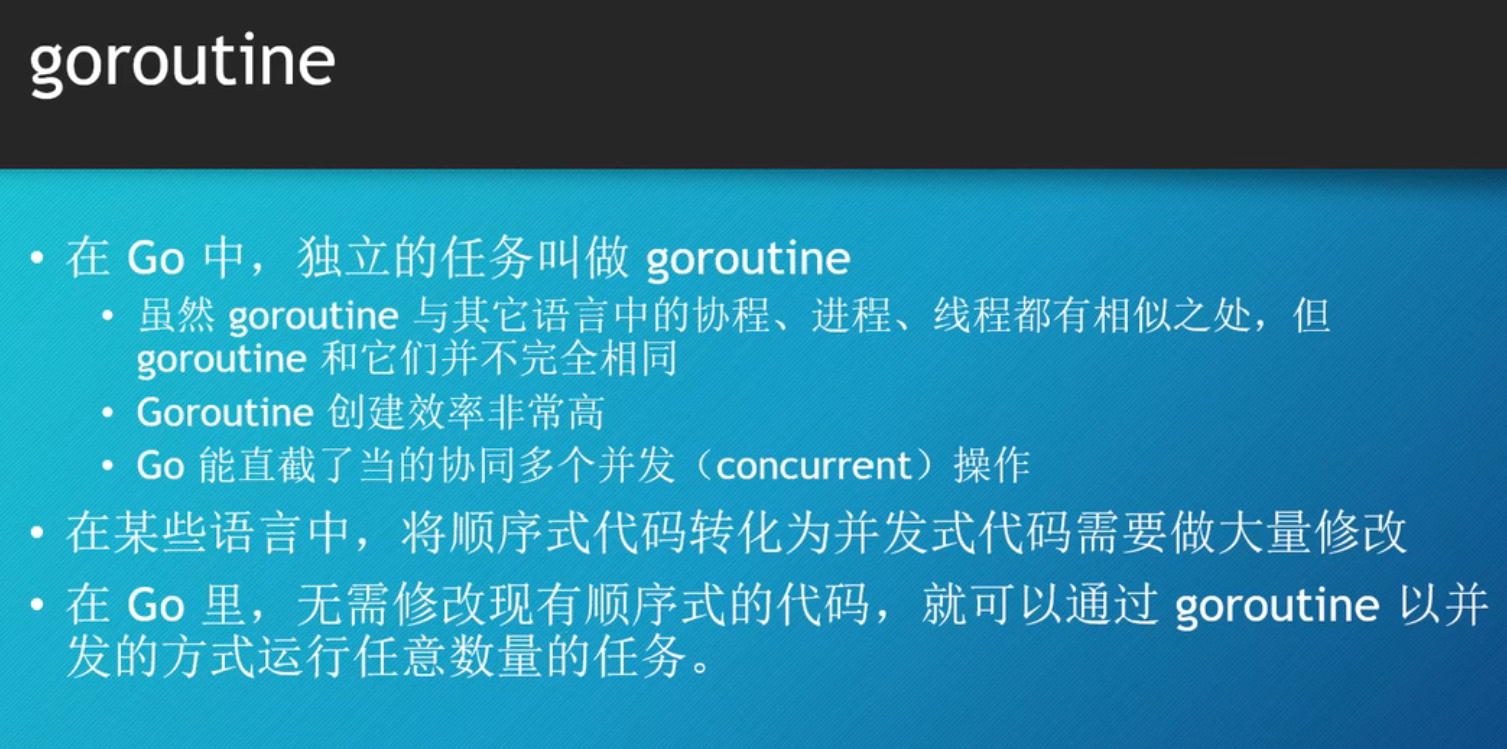 goroutine
• 在 Go 中，独立的任务叫做 goroutine
• 虽然 goroutine 与其它语言中的协程、进程、线程都有相似之处，但
goroutine 和它们并不完全相同
• Goroutine 创建效率非常高
• Go 能直截了当的协同多个并发（concurrent）操作
• 在某些语言中，将顺序式代码转化为并发式代码需要做大量修改
• 在 Go 里，无需修改现有顺序式的代码，就可以通过 goroutine 以并
发的方式运行任意数量的任务。